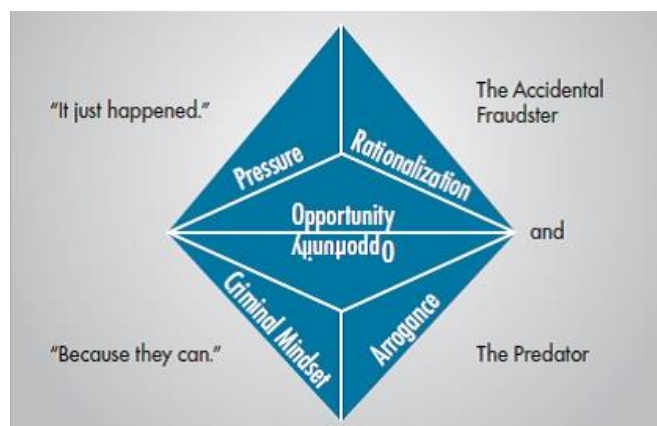 “It just happened.”
The Accidental
Fraudster
Pressure
Rationalization
Opportunity
and
Opportunity
Criminal Mindset
Arrogance
“Because they can.”
The Predator